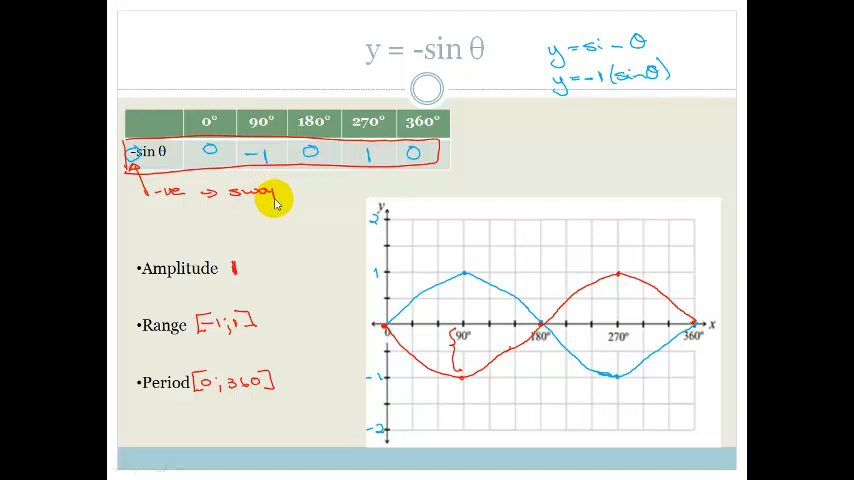 y = -sin θ
y = si - θ
y = -1(sinθ)
0° 90° 180° 270° 360°
-sin θ 0 -1 0 1 0
-ve ⇒ sway
•Amplitude 1
•Range [-1;1]
•Period [0;360]
y
2
1
0 90° 180° 270° 360° x
-1
-2